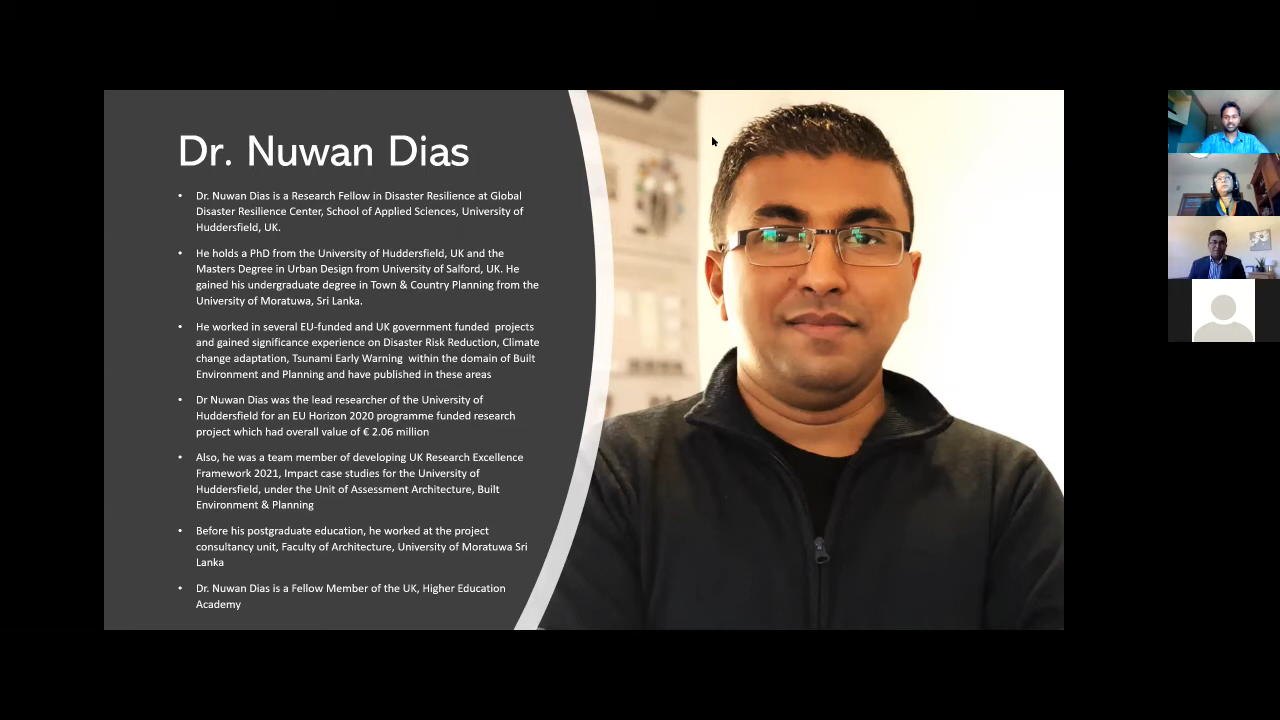 Dr. Nuwan Dias
• Dr. Nuwan Dias is a Research Fellow in Disaster Resilience at Global
Disaster Resilience Center, School of Applied Sciences, University of
Huddersfield, UK.
• He holds a PhD from the University of Huddersfield, UK and the
Masters Degree in Urban Design from University of Salford, UK. He
gained his undergraduate degree in Town & Country Planning from the
University of Moratuwa, Sri Lanka.
• He worked in several EU-funded and UK government funded  projects
and gained significance experience on Disaster Risk Reduction, Climate
change adaptation, Tsunami Early Warning  within the domain of Built
Environment and Planning and have published in these areas
• Dr Nuwan Dias was the lead researcher of the University of
Huddersfield for an EU Horizon 2020 programme funded research
project which had overall value of € 2.06 million
• Also, he was a team member of developing UK Research Excellence
Framework 2021, Impact case studies for the University of
Huddersfield, under the Unit of Assessment Architecture, Built
Environment & Planning
• Before his postgraduate education, he worked at the project
consultancy unit, Faculty of Architecture, University of Moratuwa Sri
Lanka
• Dr. Nuwan Dias is a Fellow Member of the UK, Higher Education
Academy